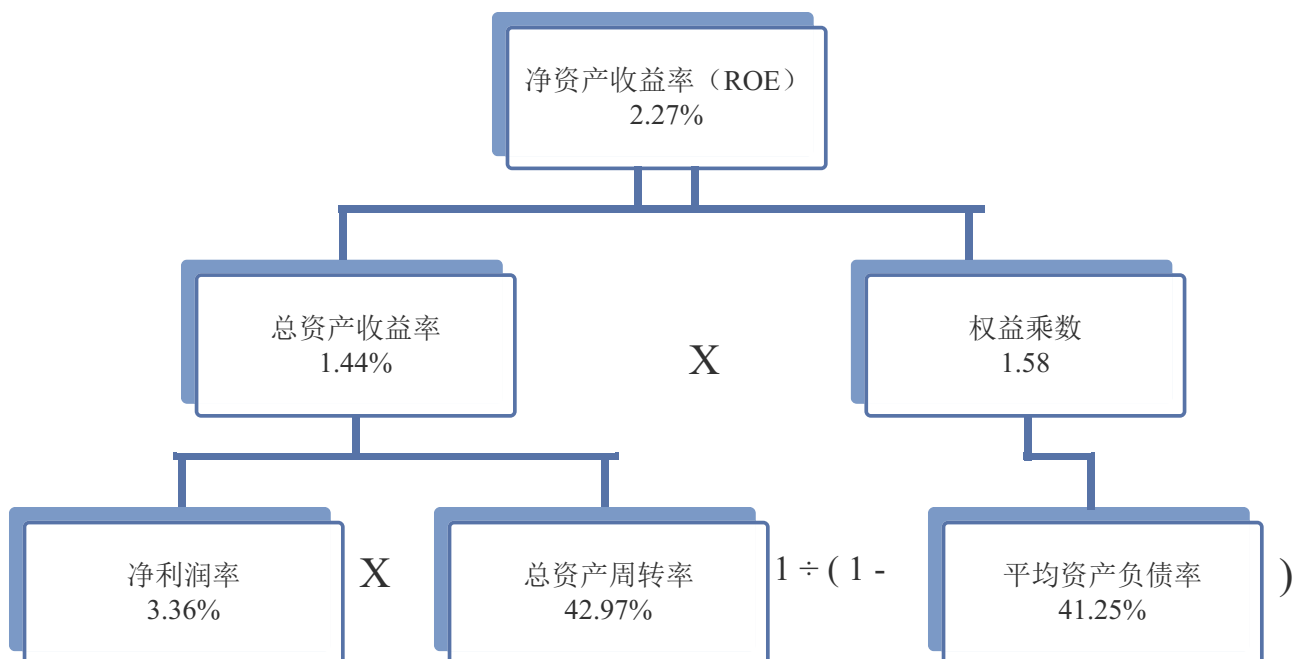 净资产收益率（ROE）
2.27%
总资产收益率
1.44%
X
权益乘数
1.58
净利润率
3.36%
X
总资产周转率
42.97%
1 ÷ ( 1 -
平均资产负债率
41.25%
)